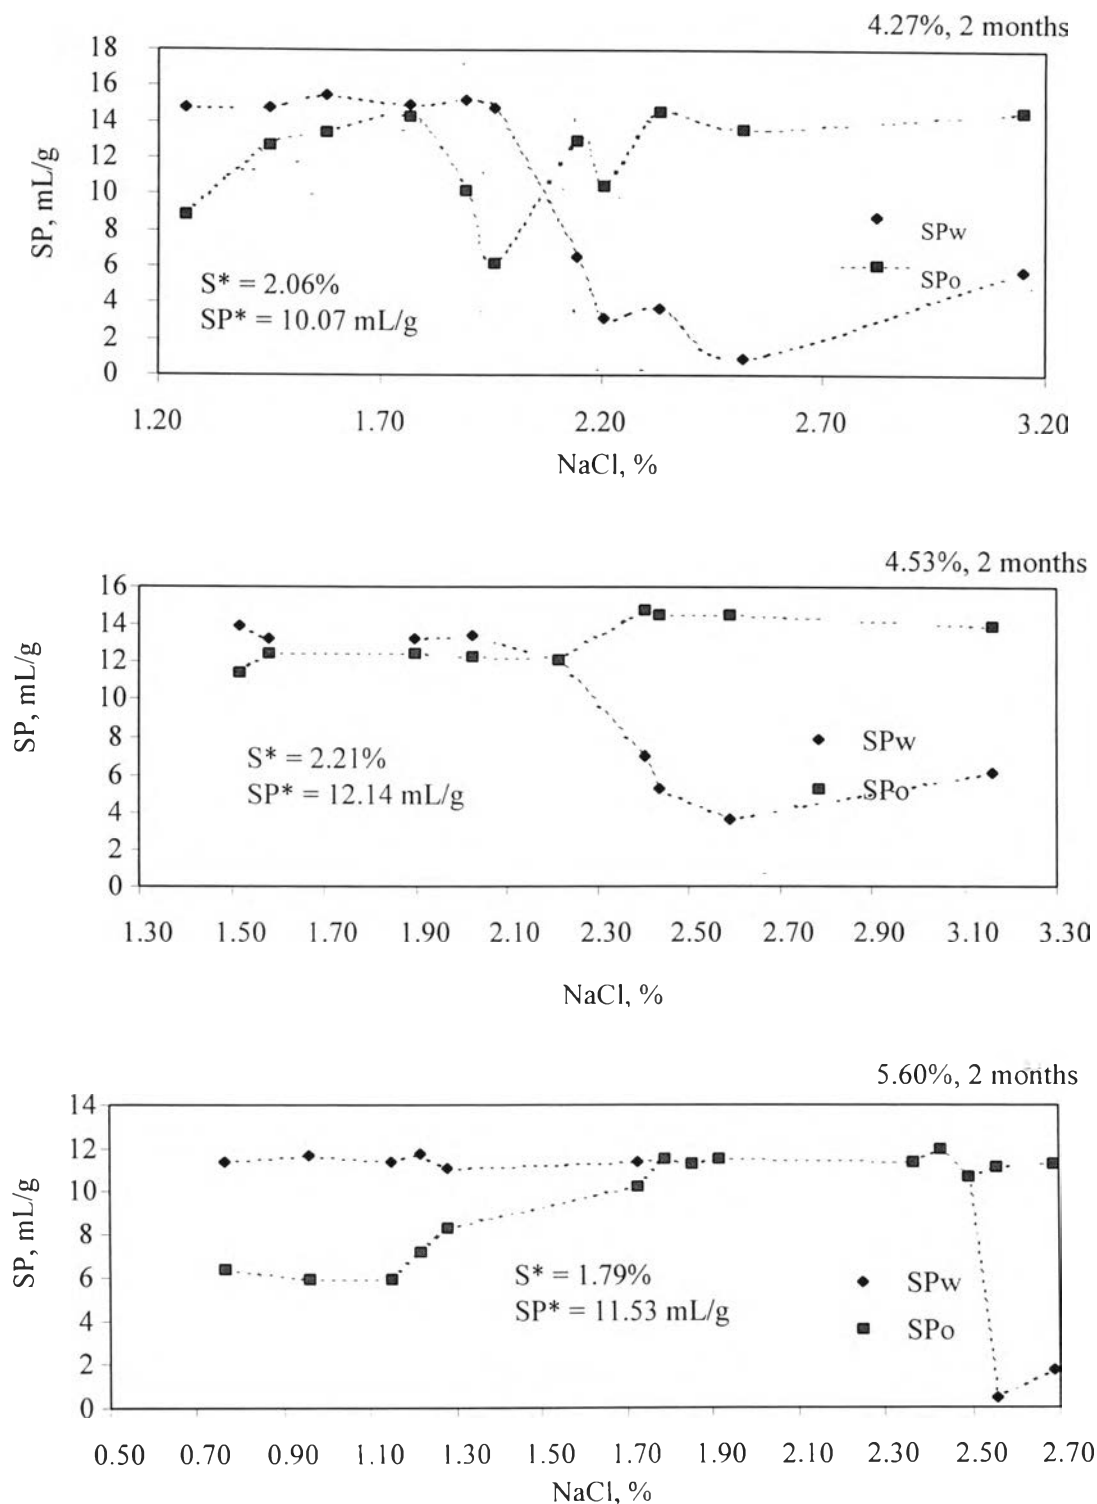 4.27%, 2 months
18
16
14
12
10
8
6
4
2
0
SP, mL/g
S* = 2.06%
SP* = 10.07 mL/g
SPw
SPo
1.20 1.70 2.20 2.70 3.20
NaCl, %
4.53%, 2 months
16
14
12
10
8
6
4
2
0
SP, mL/g
S* = 2.21%
SP* = 12.14 mL/g
SPw
SPo
1.30 1.50 1.70 1.90 2.10 2.30 2.50 2.70 2.90 3.10 3.30
NaCl, %
5.60%, 2 months
14
12
10
8
6
4
2
0
SP, mL/g
S* = 1.79%
SP* = 11.53 mL/g
SPw
SPo
0.50 0.70 0.90 1.10 1.30 1.50 1.70 1.90 2.10 2.30 2.50 2.70
NaCl, %